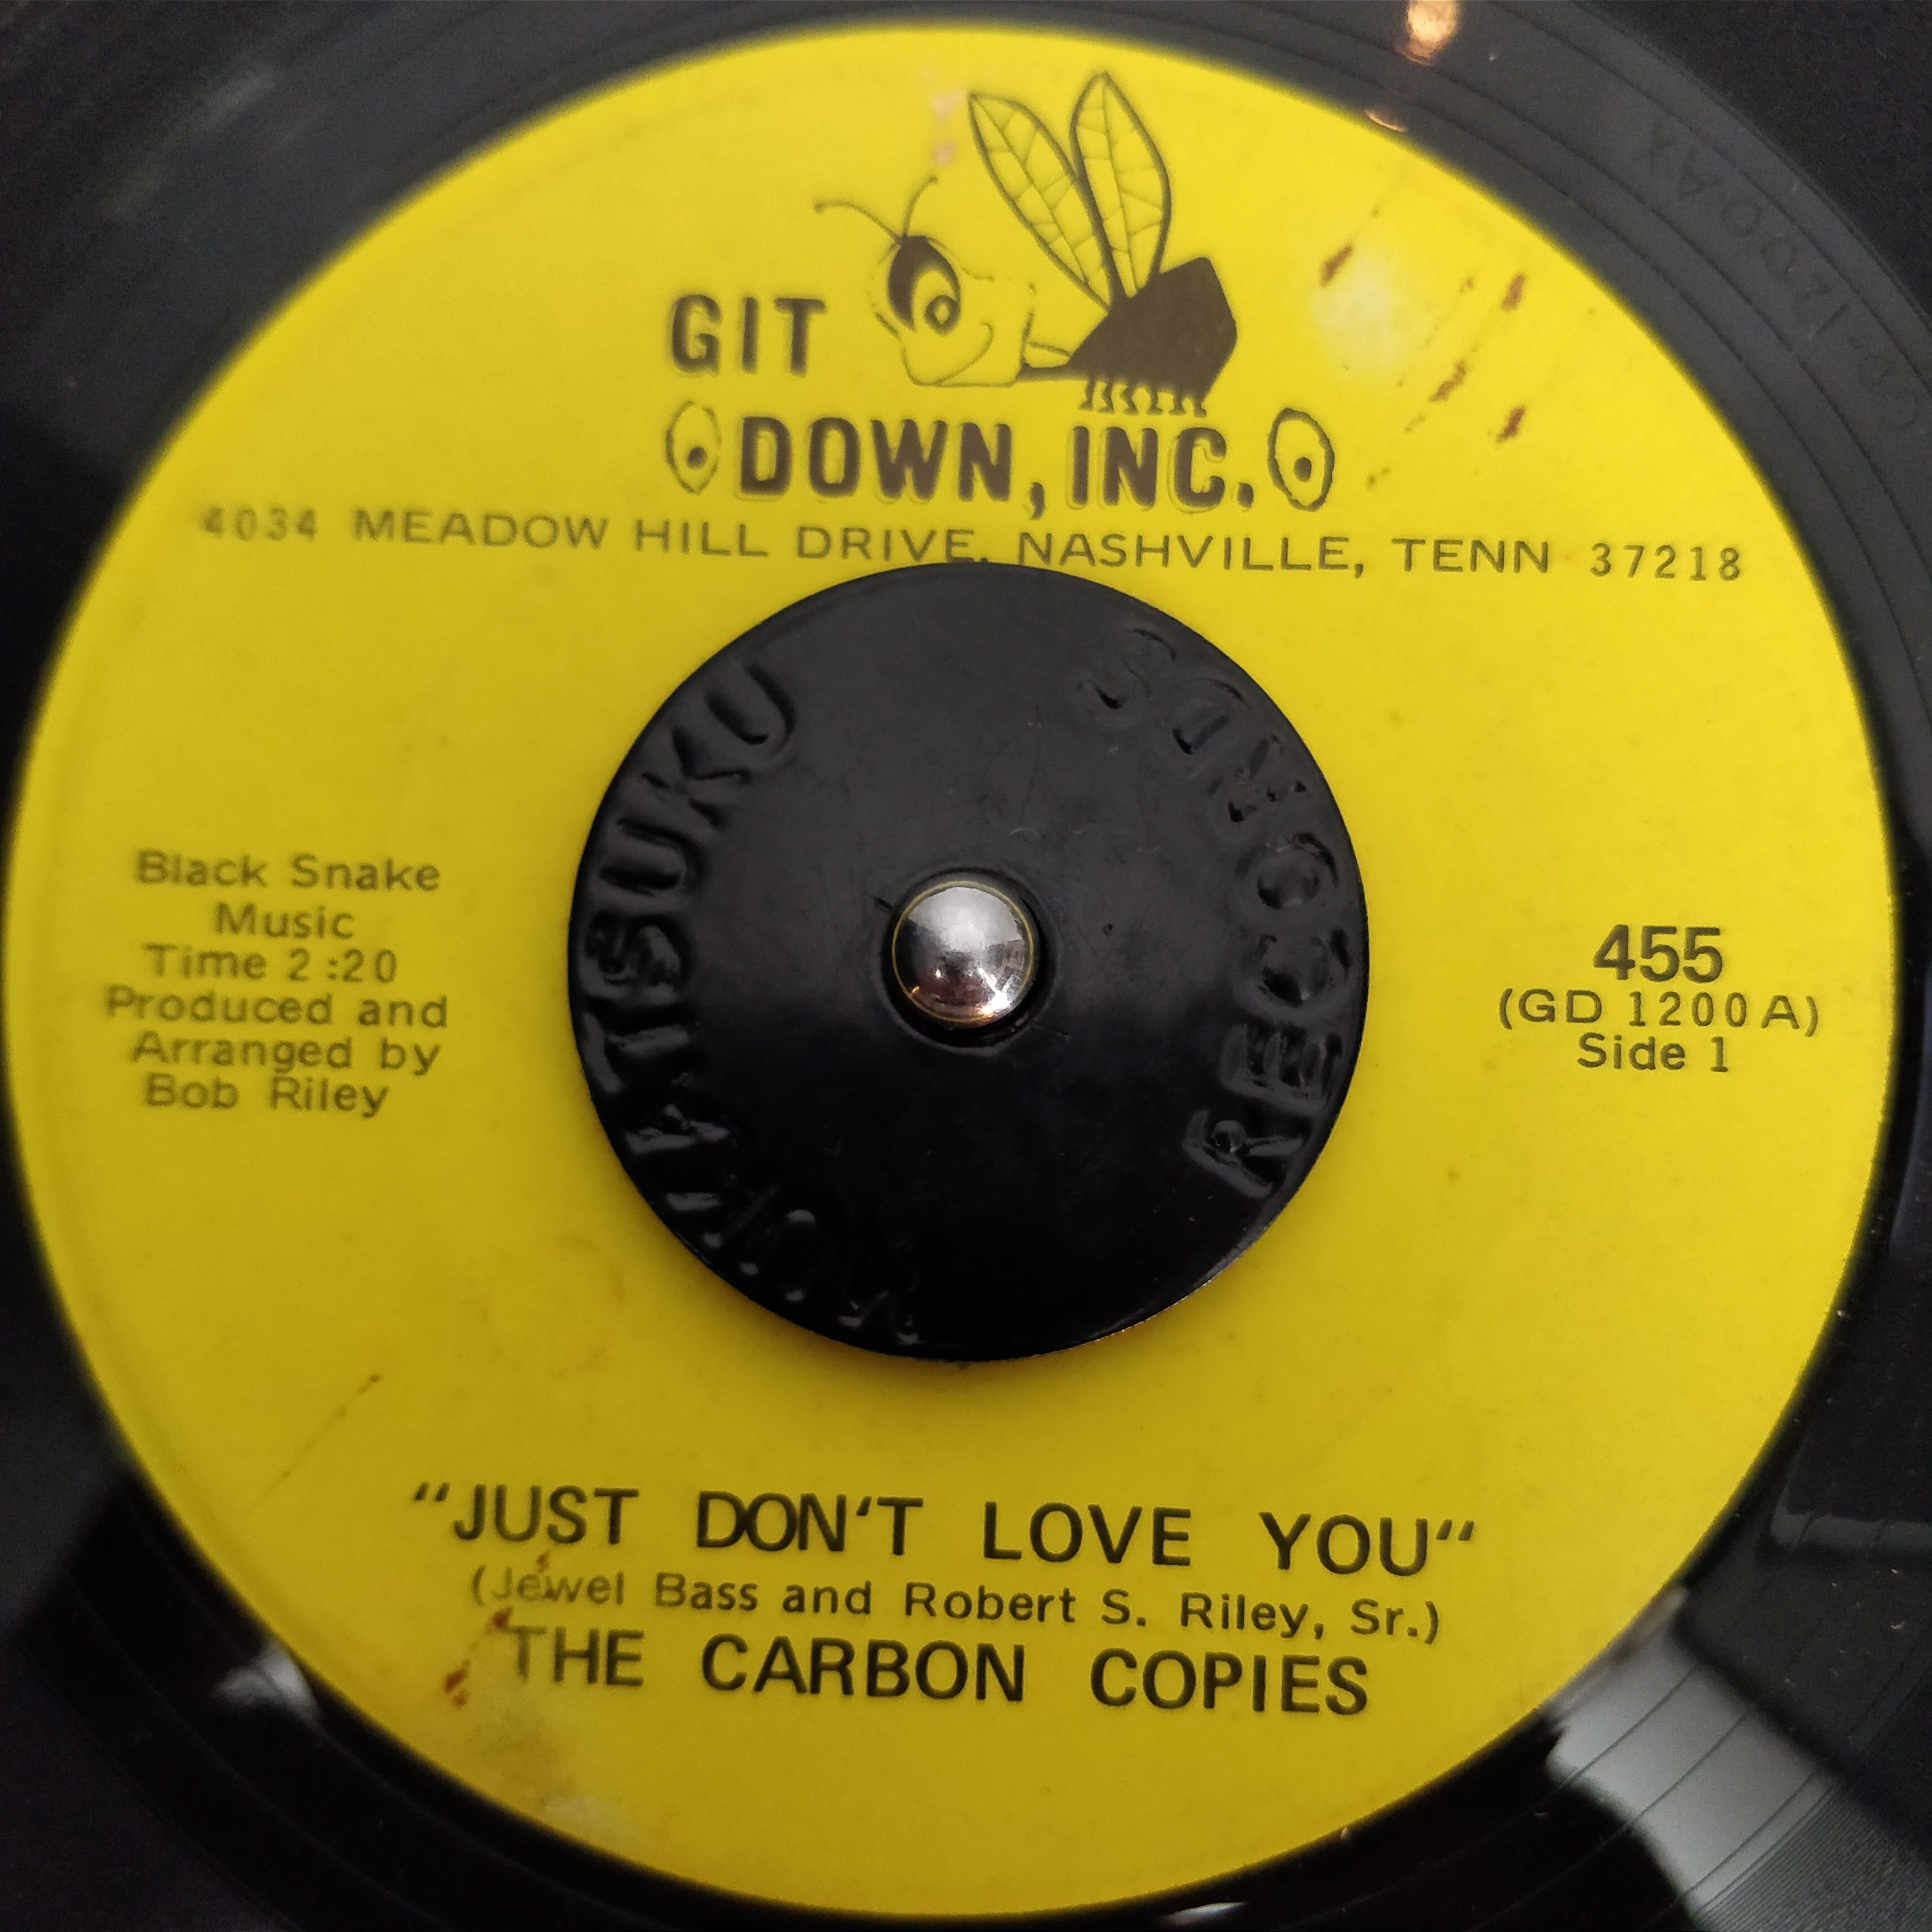 GIT
DOWN, INC.
4034 MEADOW HILL DRIVE, NASHVILLE, TENN 37218
Black Snake
Music
Time 2:20
Produced and
Arranged by
Bob Riley
455
(GD 1200 A)
Side 1
RECORDS
"JUST DON'T LOVE YOU"
(Jewel Bass and Robert S. Riley, Sr.)
THE CARBON COPIES